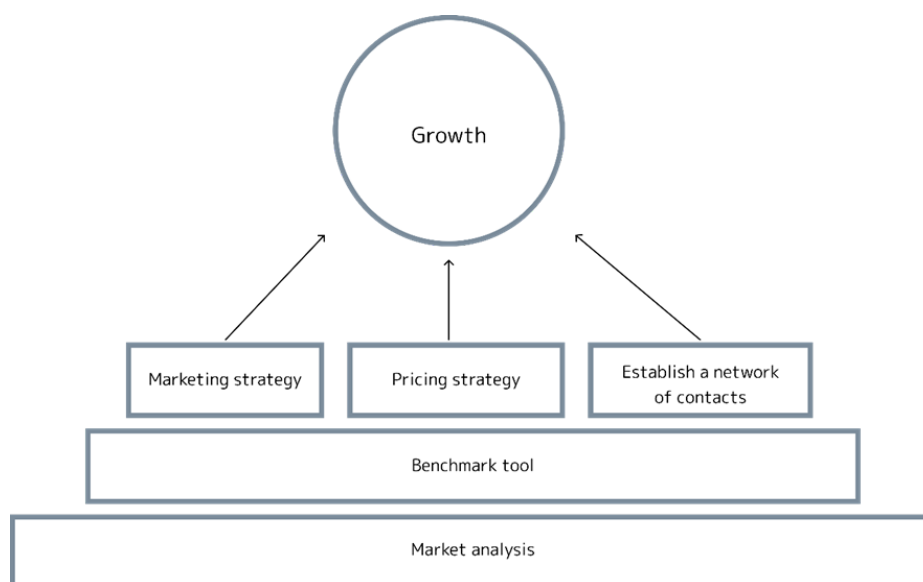 Growth
Marketing strategy
Pricing strategy
Establish a network
of contacts
Benchmark tool
Market analysis